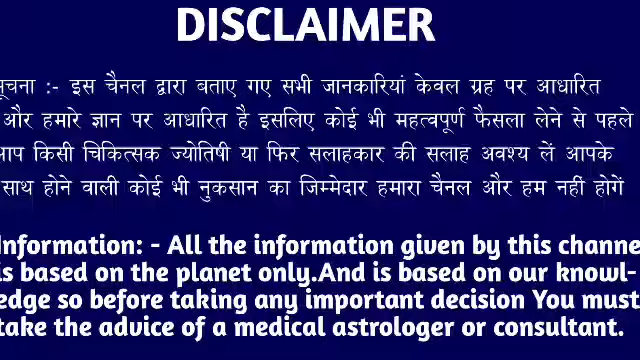 DISCLAIMER
सूचना :- इस चैनल द्वारा बताए गए सभी जानकारियां केवल ग्रह पर आधारित
और हमारे ज्ञान पर आधारित है इसलिए कोई भी महत्वपूर्ण फैसला लेने से पहले
आप किसी चिकित्सक ज्योतिषी या फिर सलाहकार की सलाह अवश्य लें आपके
साथ होने वाली कोई भी नुकसान का जिम्मेदार हमारा चैनल और हम नहीं होगें
Information: - All the information given by this channe
is based on the planet only.And is based on our knowl-
edge so before taking any important decision You must
take the advice of a medical astrologer or consultant.